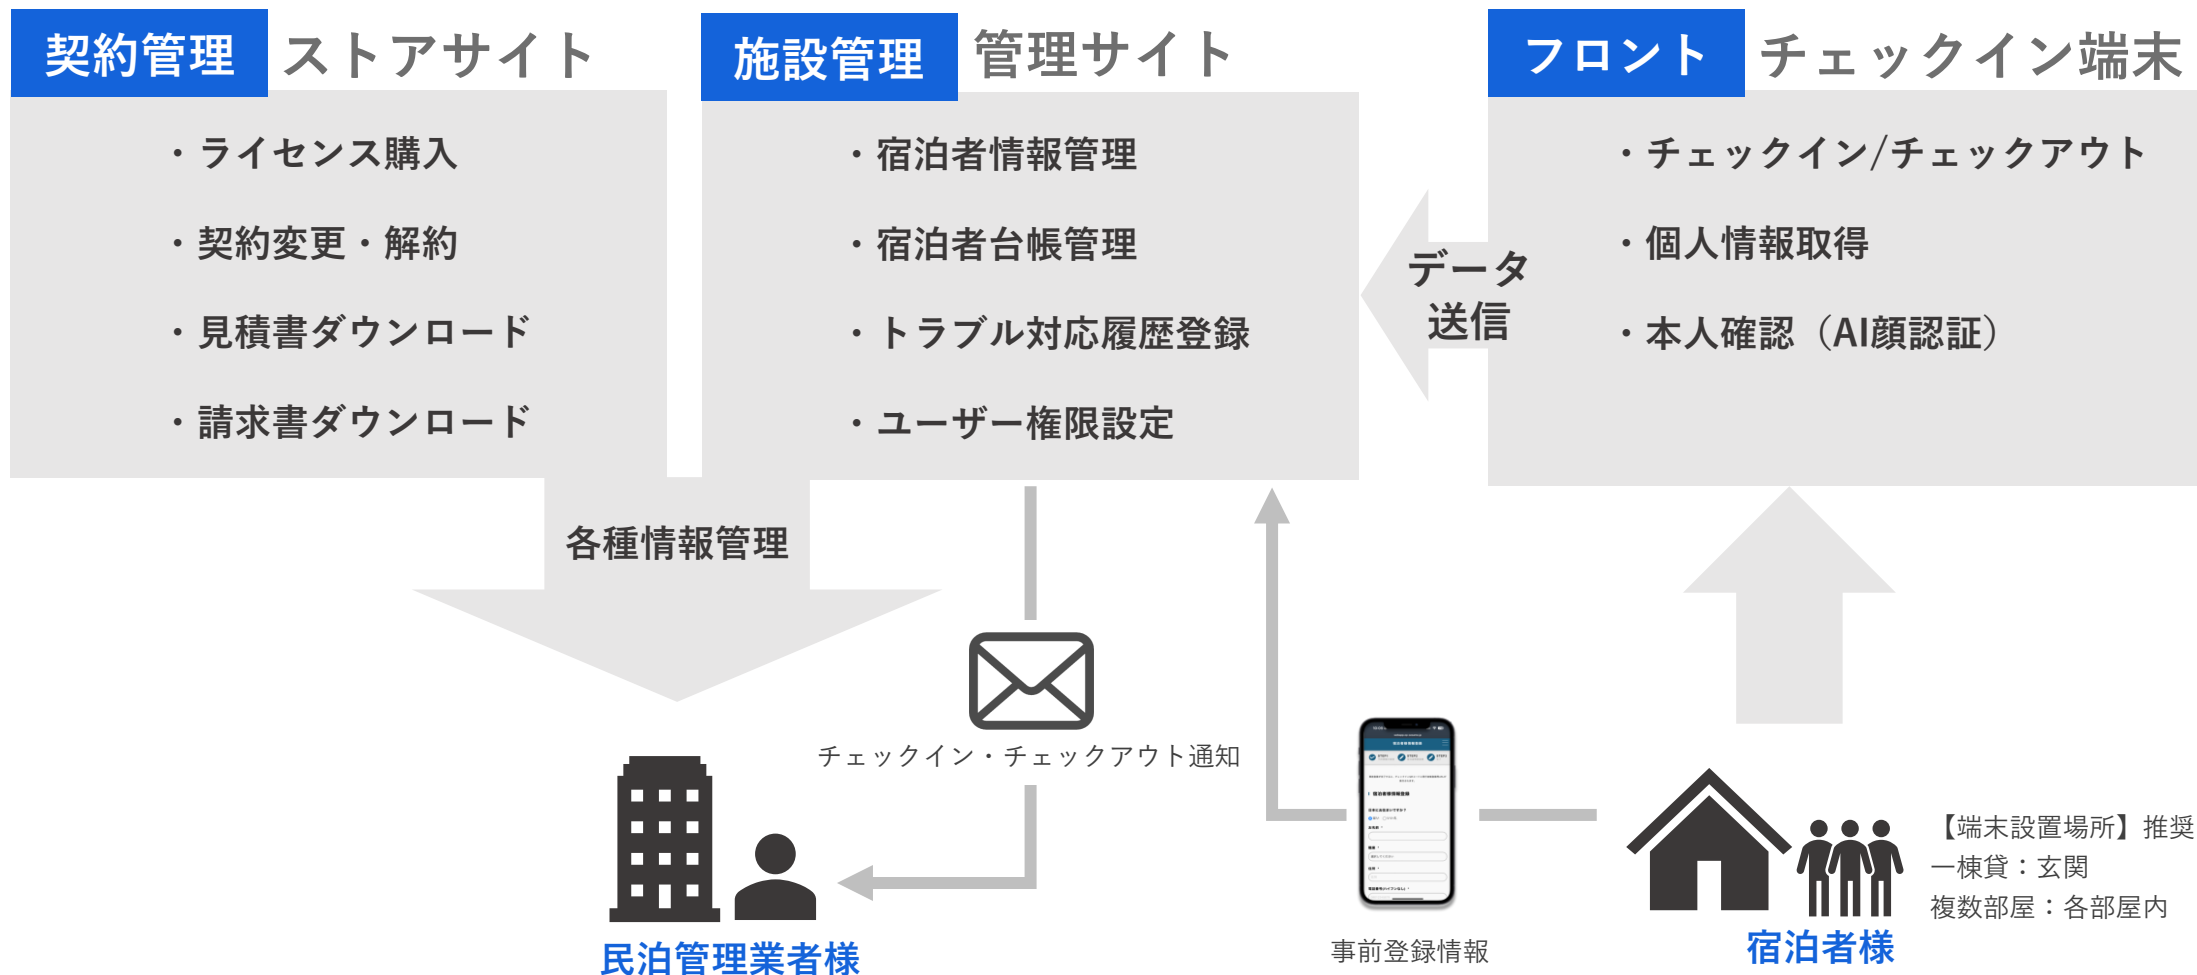 契約管理 ストアサイト
・ライセンス購入
・契約変更・解約
・見積書ダウンロード
・請求書ダウンロード
施設管理 管理サイト
・宿泊者情報管理
・宿泊者台帳管理
・トラブル対応履歴登録
・ユーザー権限設定
データ
送信
フロント チェックイン端末
・チェックイン/チェックアウト
・個人情報取得
・本人確認（AI顔認証）
各種情報管理
チェックイン・チェックアウト通知
民泊管理業者様
宿泊者情報登録
事前登録情報
宿泊者様
【端末設置場所】推奨
一棟貸：玄関
複数部屋：各部屋内